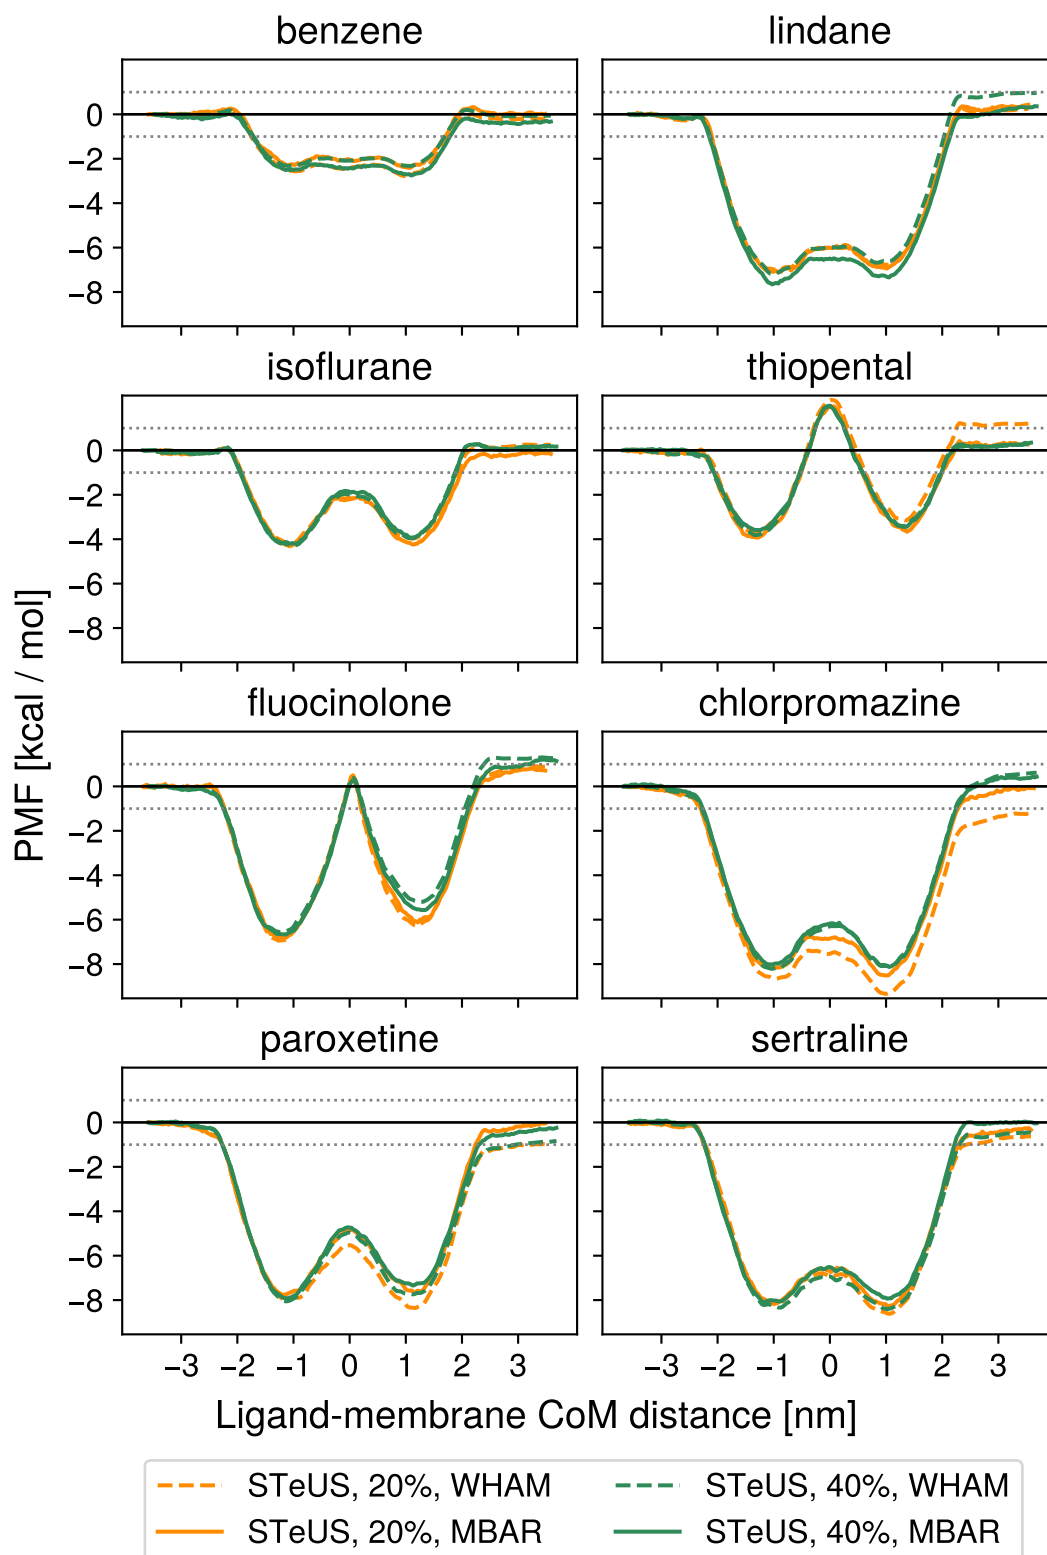 benzene
lindane
0
−2
−4
−6
−8
isoflurane
thiopental
0
−2
−4
−6
−8
fluocinolone
chlorpromazine
0
−2
−4
−6
−8
paroxetine
sertraline
0
−2
−4
−6
−8
−3 −2 −1 0 1 2 3
−3 −2 −1 0 1 2 3
PMF [kcal / mol]
Ligand-membrane CoM distance [nm]
STeUS, 20%, WHAM
STeUS, 20%, MBAR
STeUS, 40%, WHAM
STeUS, 40%, MBAR